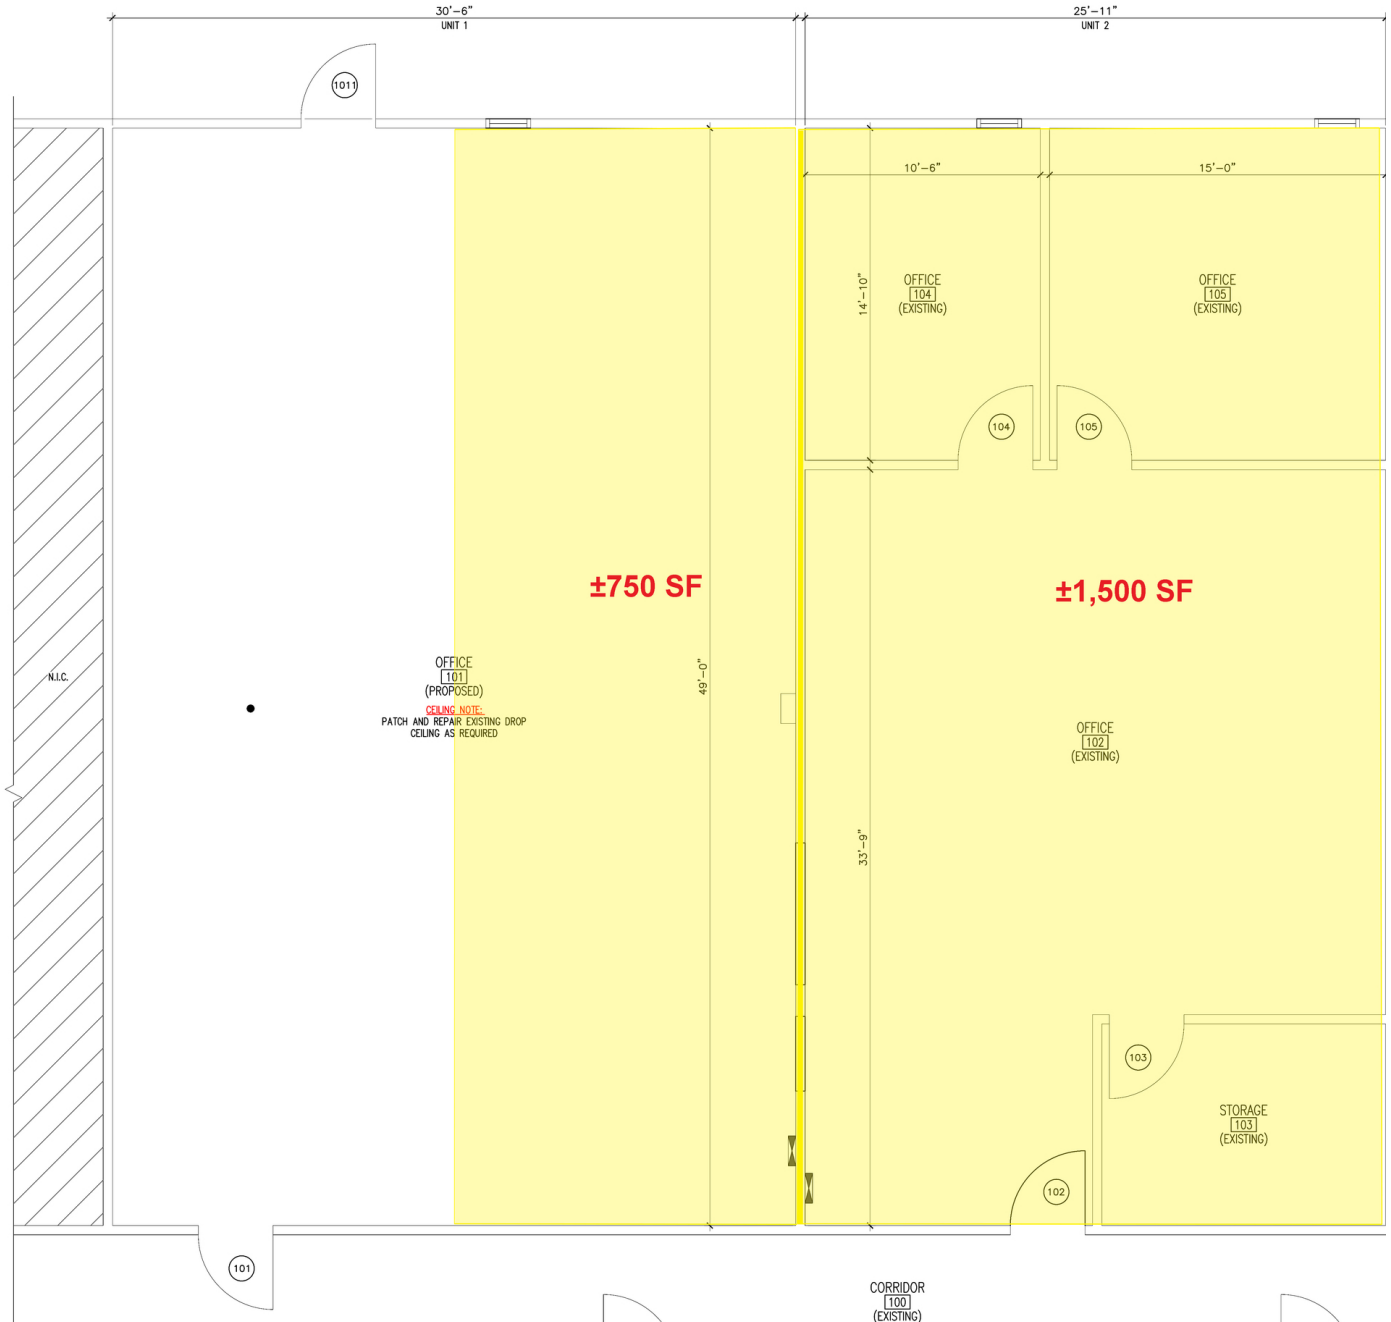 30'-6"
UNIT 1
25'-11"
UNIT 2
1011
10'-6"
15'-0"
14'-10"
OFFICE
104
(EXISTING)
OFFICE
105
(EXISTING)
104
105
±750 SF
±1,500 SF
N.I.C.
OFFICE
101
(PROPOSED)
CEILING NOTE:
PATCH AND REPAIR EXISTING DROP
CEILING AS REQUIRED
49'-0"
OFFICE
102
(EXISTING)
33'-9"
103
STORAGE
103
(EXISTING)
102
101
CORRIDOR
100
(EXISTING)